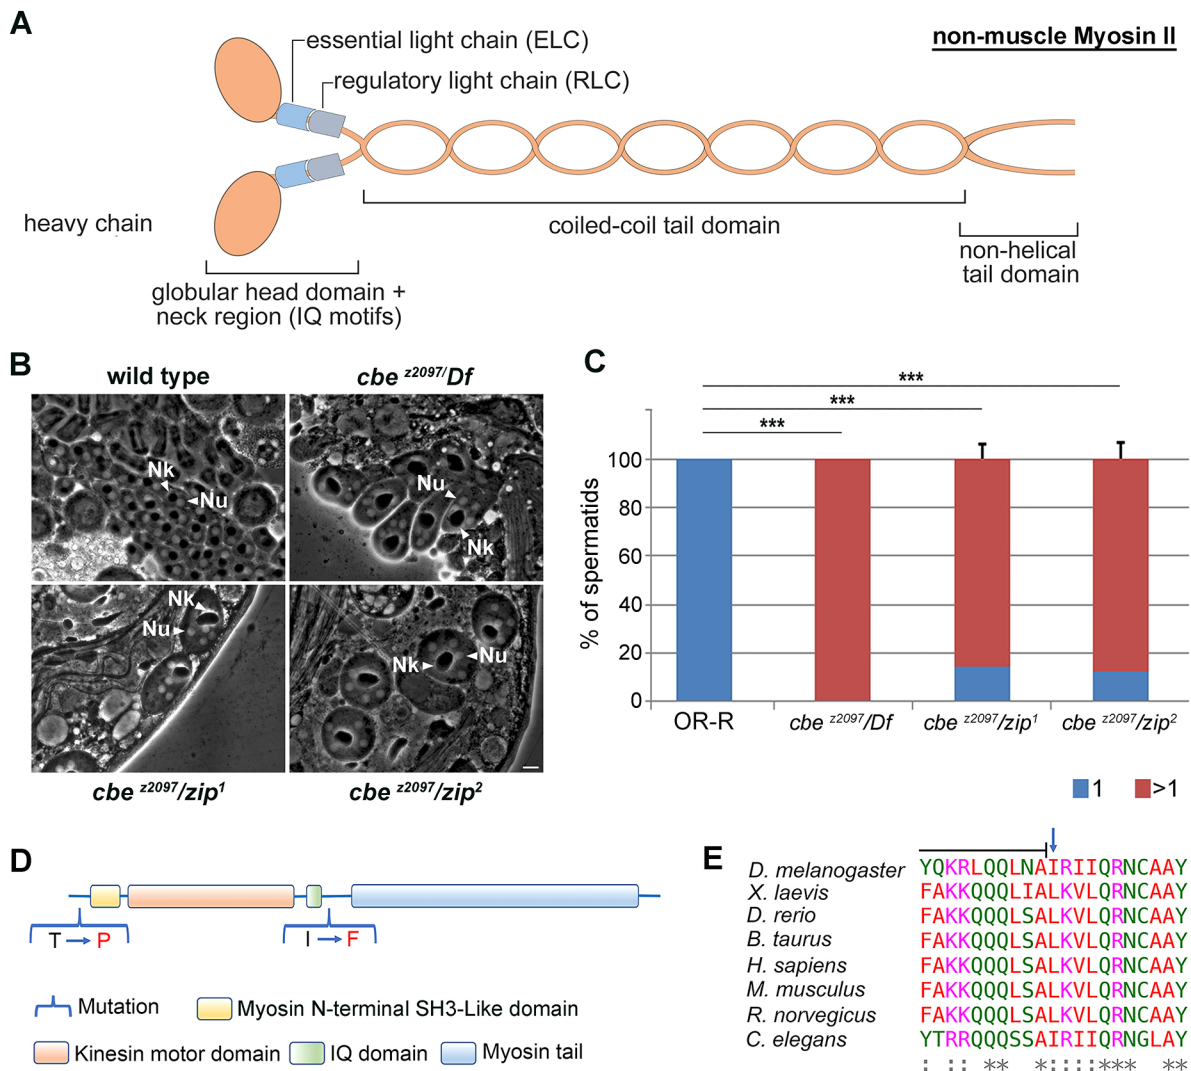 A
non-muscle Myosin II
essential light chain (ELC)
regulatory light chain (RLC)
heavy chain
coiled-coil tail domain
non-helical
tail domain
globular head domain +
neck region (IQ motifs)
B
wild type
cbe z2097/Df
Nk
Nu
Nu
Nk
Nk
Nu
Nk
Nu
cbe z2097/zip1
cbe z2097/zip2
C
***
***
***
% of spermatids
100
80
60
40
20
0
OR-R
cbe z2097/Df
cbe z2097/zip1
cbe z2097/zip2
1
>1
D
T P
I F
Mutation
Myosin N-terminal SH3-Like domain
Kinesin motor domain
IQ domain
Myosin tail
E
D. melanogaster YQKRLQQLNAIRIIQRNCAAY
X. laevis FAKKQQQLIALKVLQRNCAAY
D. rerio FAKKQQQLSALKVLQRNCAAY
B. taurus FAKKQQQLSALKVLQRNCAAY
H. sapiens FAKKQQQLSALKVLQRNCAAY
M. musculus FAKKQQQLSALKVLQRNCAAY
R. norvegicus FAKKQQQLSALKVLQRNCAAY
C. elegans YTRRQQSSAIRIIQRNGLAY
: :: ** *::::*** **